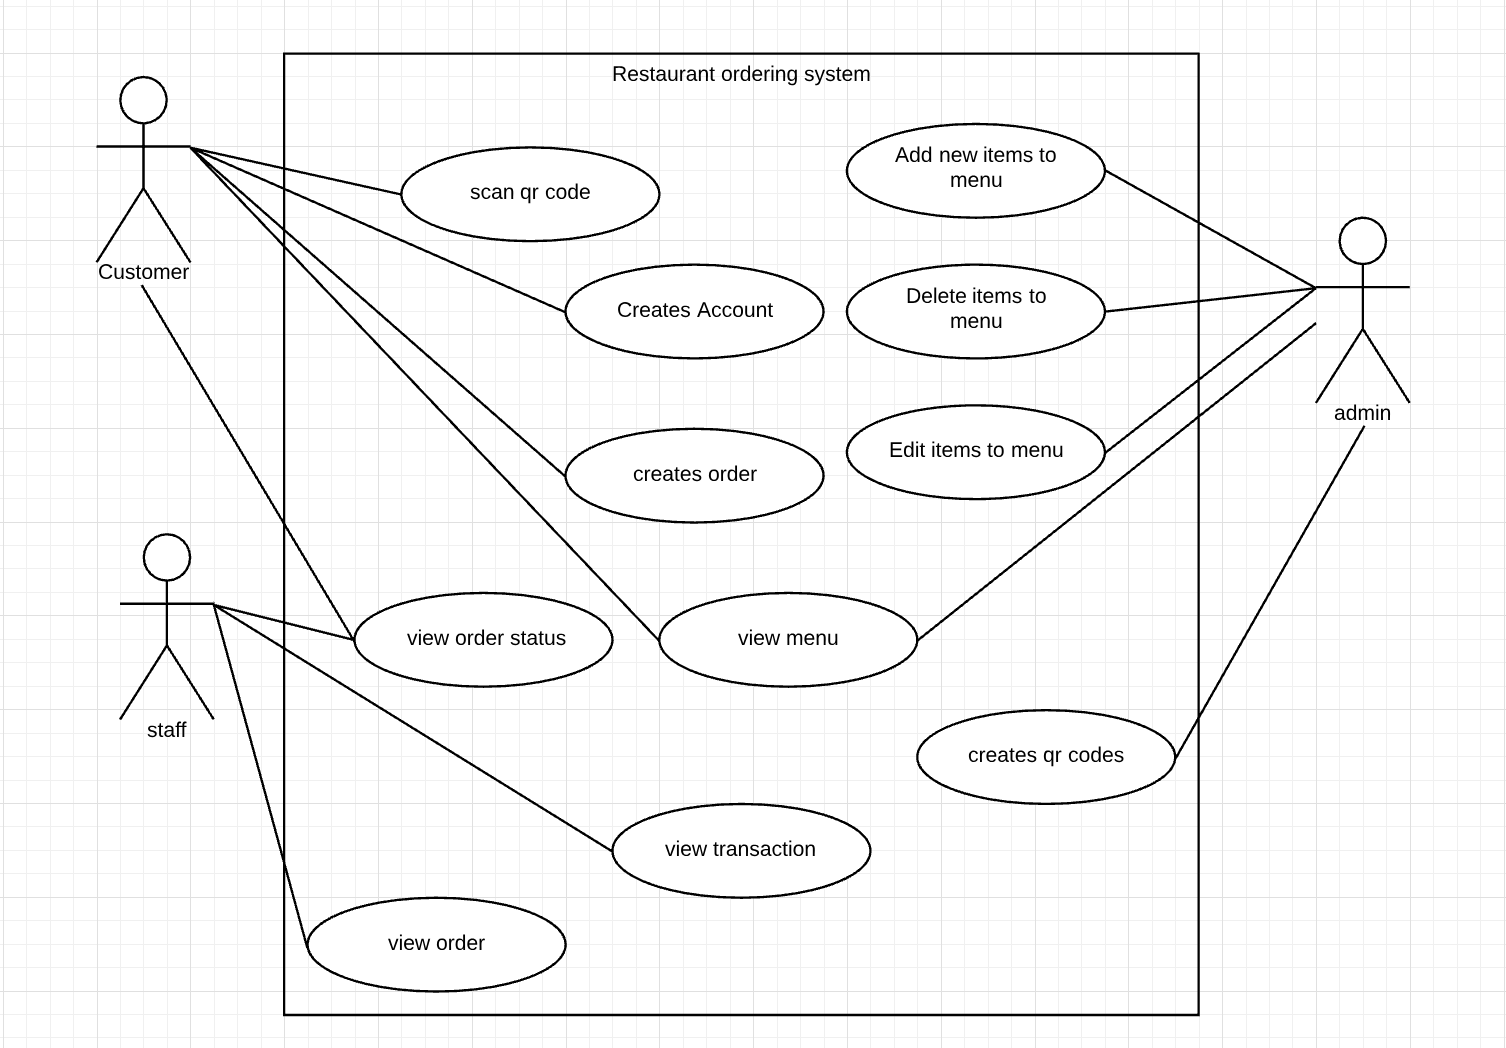 Restaurant ordering system
Customer
scan qr code
Add new items to
menu
Creates Account
Delete items to
menu
admin
creates order
Edit items to menu
view order status
view menu
staff
creates qr codes
view transaction
view order